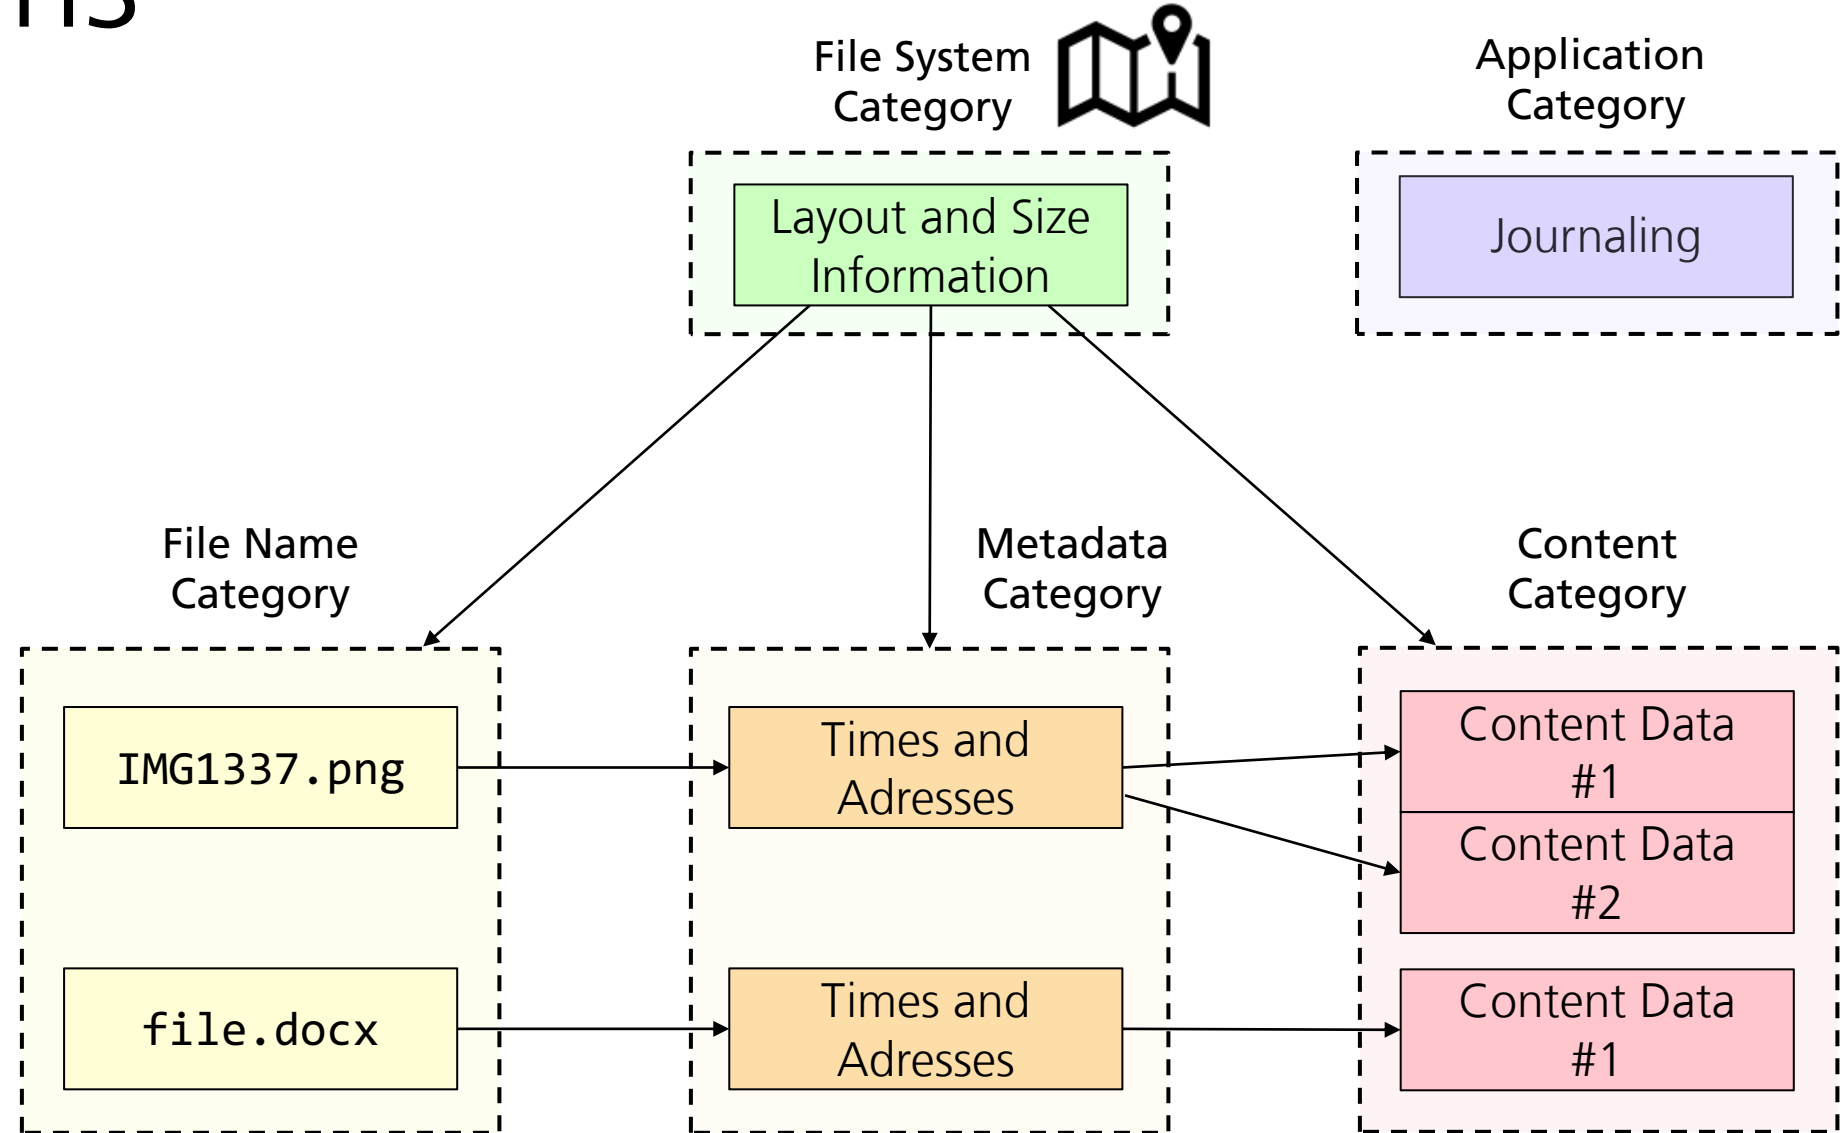 File System
Category
Application
Category
Layout and Size
Information
Journaling
File Name
Category
Metadata
Category
Content
Category
IMG1337.png
Times and
Adresses
Content Data
#1
Content Data
#2
file.docx
Times and
Adresses
Content Data
#1